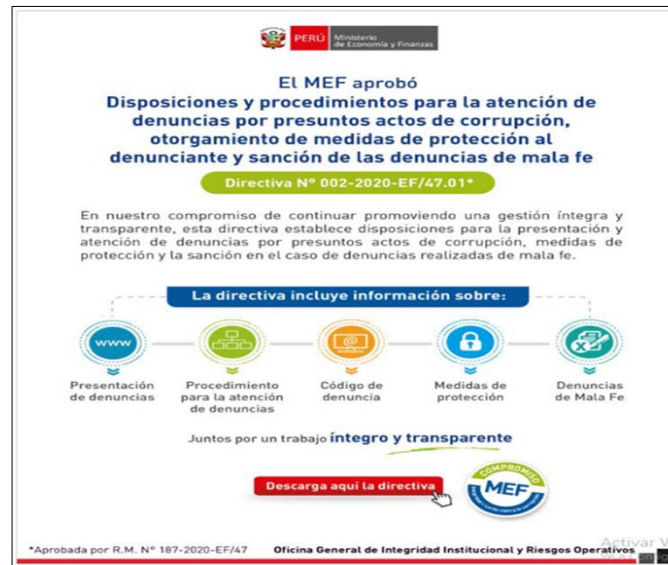 PERÚ
Ministerio
de Economía y Finanzas
El MEF aprobó
Disposiciones y procedimientos para la atención de
denuncias por presuntos actos de corrupción,
otorgamiento de medidas de protección al
denunciante y sanción de las denuncias de mala fe
Directiva N° 002-2020-EF/47.01*
En nuestro compromiso de continuar promoviendo una gestión íntegra y
transparente, esta directiva establece disposiciones para la presentación y
atención de denuncias por presuntos actos de corrupción, medidas de
protección y la sanción en el caso de denuncias realizadas de mala fe.
La directiva incluye información sobre:
www
@
Presentación
de denuncias
Procedimiento
para la atención
de denuncias
Código de
denuncia
Medidas de
protección
Denuncias
de Mala Fe
Juntos por un trabajo íntegro y transparente
Descarga aquí la directiva
COMPROMISO
MEF
*Aprobada por R.M. N° 187-2020-EF/47
Oficina General de Integridad Institucional y Riesgos Operativos
Activar